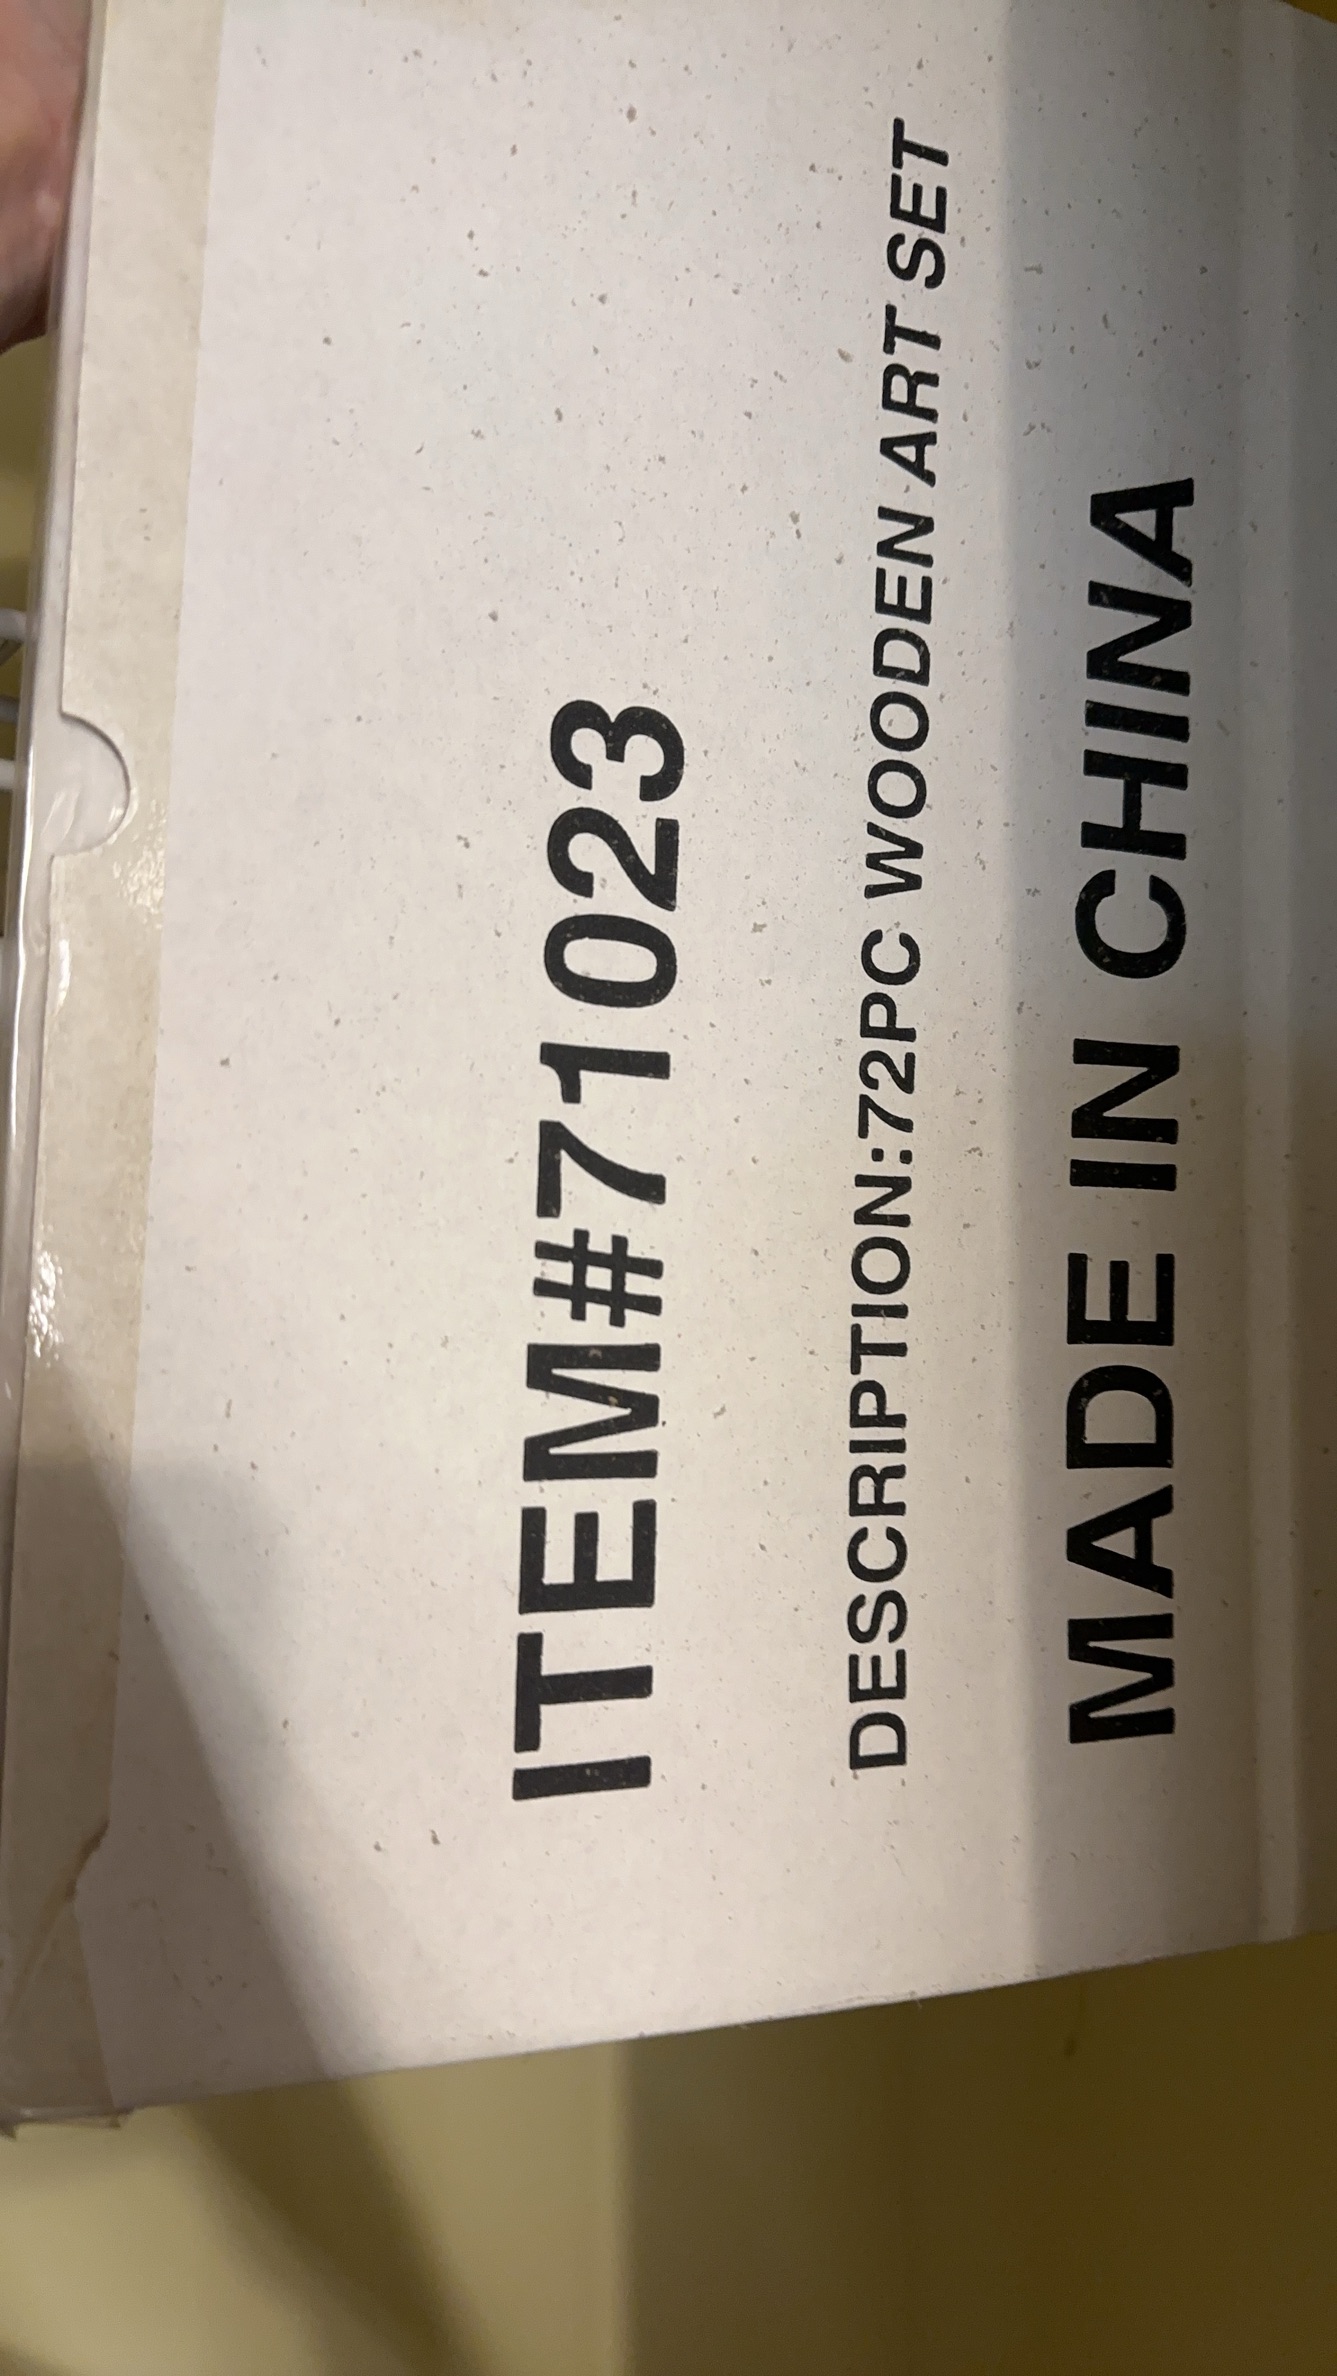 ITEM#71023
DESCRIPTION:72PC WOODEN ART SET
MADE IN CHINA